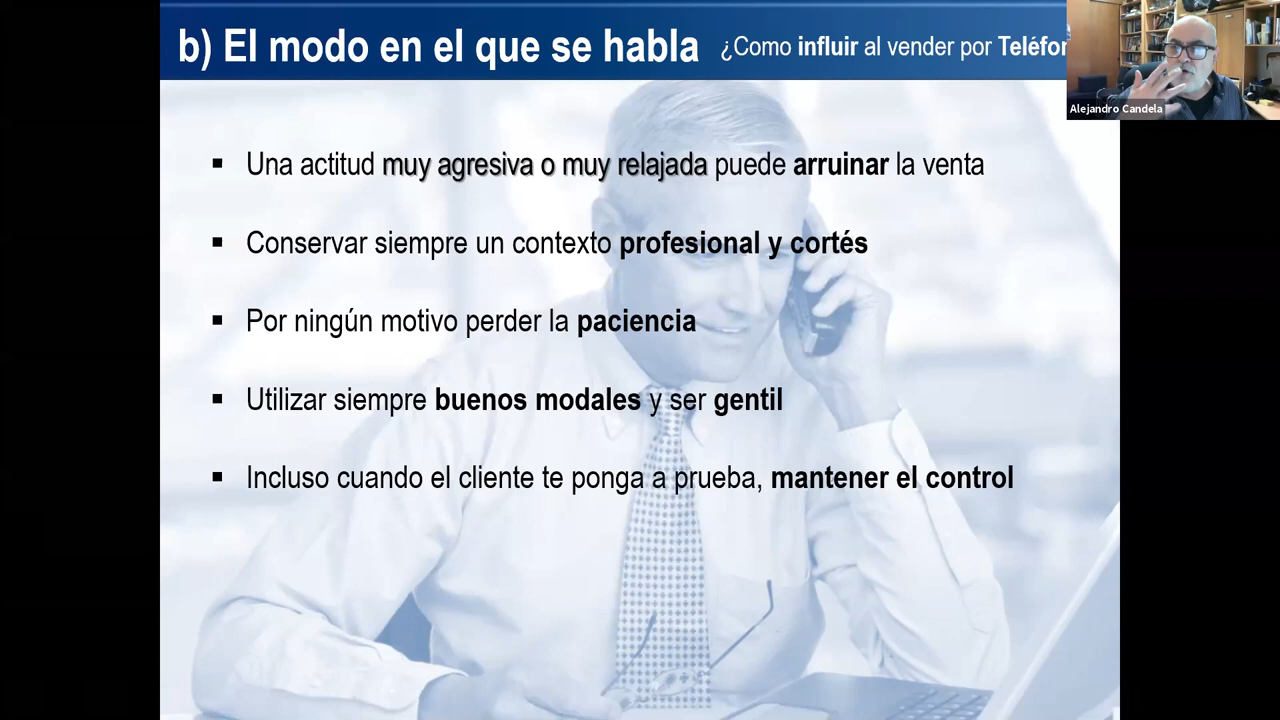 b) El modo en el que se habla ¿Como influir al vender por Teléfon
Alejandro Candela
▪ Una actitud muy agresiva o muy relajada puede arruinar la venta
▪ Conservar siempre un contexto profesional y cortés
▪ Por ningún motivo perder la paciencia
▪ Utilizar siempre buenos modales y ser gentil
▪ Incluso cuando el cliente te ponga a prueba, mantener el control